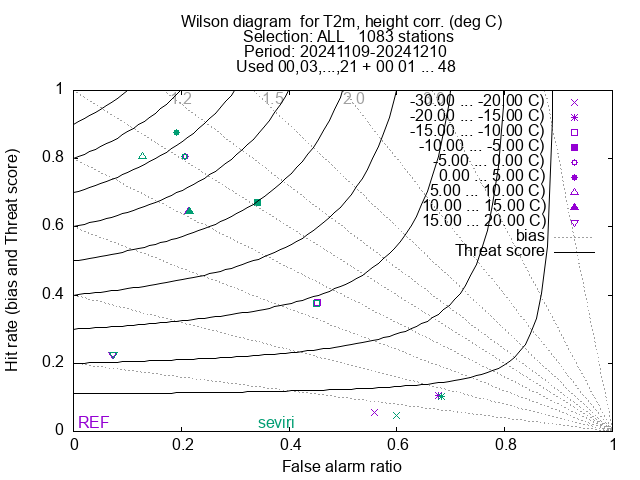 Wilson diagram  for T2m, height corr. (deg C)
Selection: ALL   1083 stations
Period: 20241109-20241210
Used 00,03,...,21 + 00 01 ... 48
Hit rate (bias and Threat score)
1
0.8
0.6
0.4
0.2
0
1.2
1.5
2.0
-30.00 ... -20.00 C)
-20.00 ... -15.00 C)
-15.00 ... -10.00 C)
-10.00 ... -5.00 C)
-5.00 ... 0.00 C)
0.00 ... 5.00 C)
5.00 ... 10.00 C)
10.00 ... 15.00 C)
15.00 ... 20.00 C)
bias
Threat score
REF
seviri
0
0.2
0.4
0.6
0.8
1
False alarm ratio